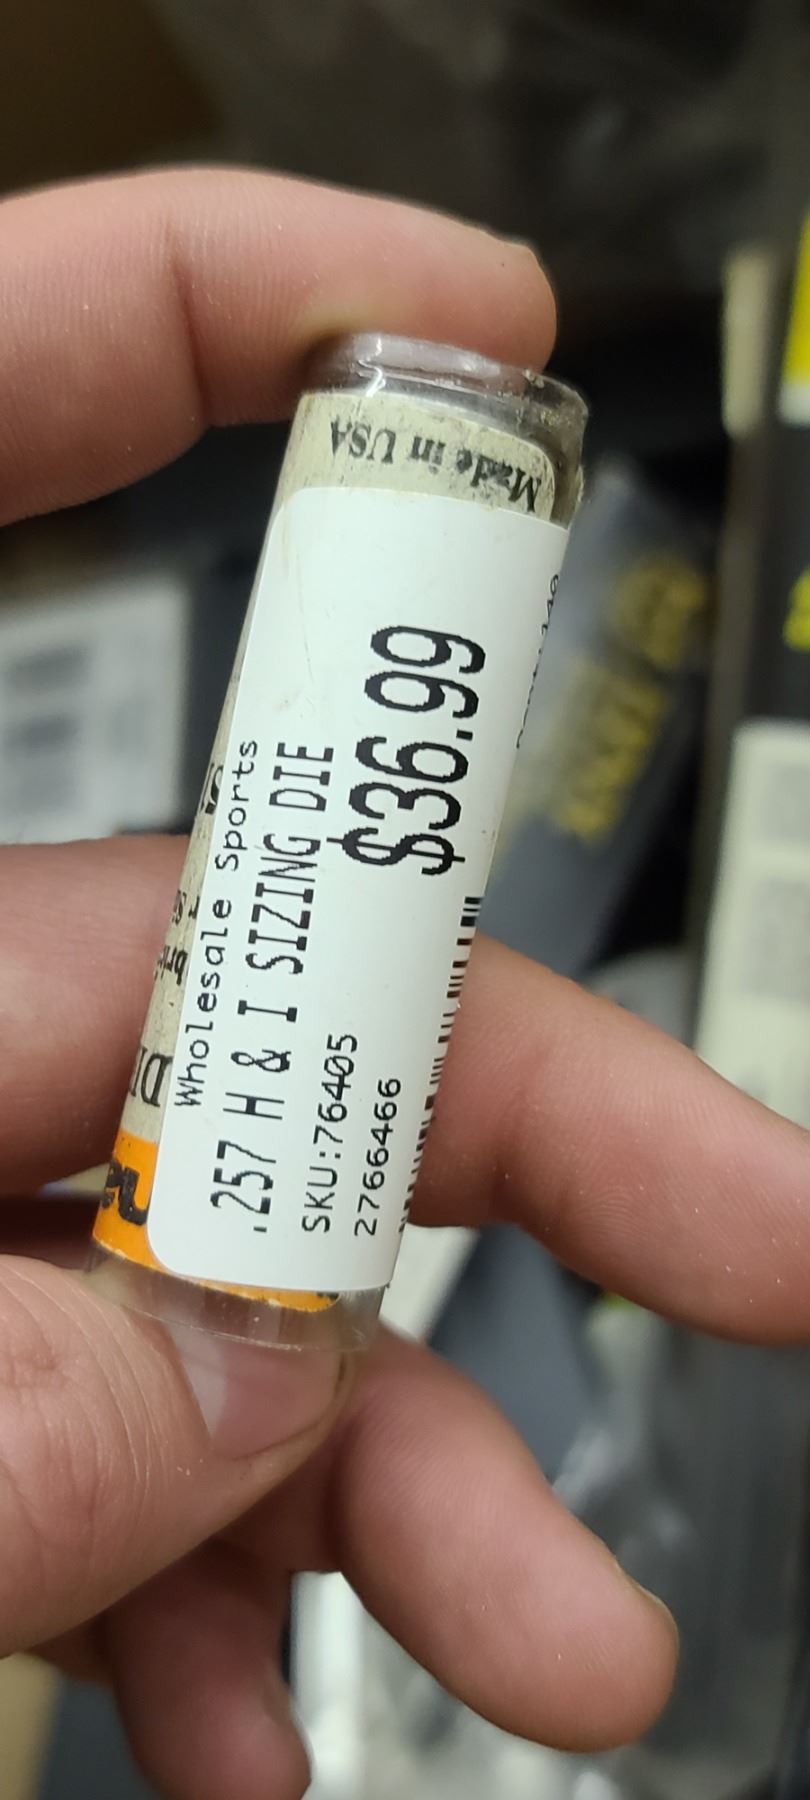 Made in USA
Wholesale Sports
.257 H & I SIZING DIE
$36.99
SKU:76405
2766466